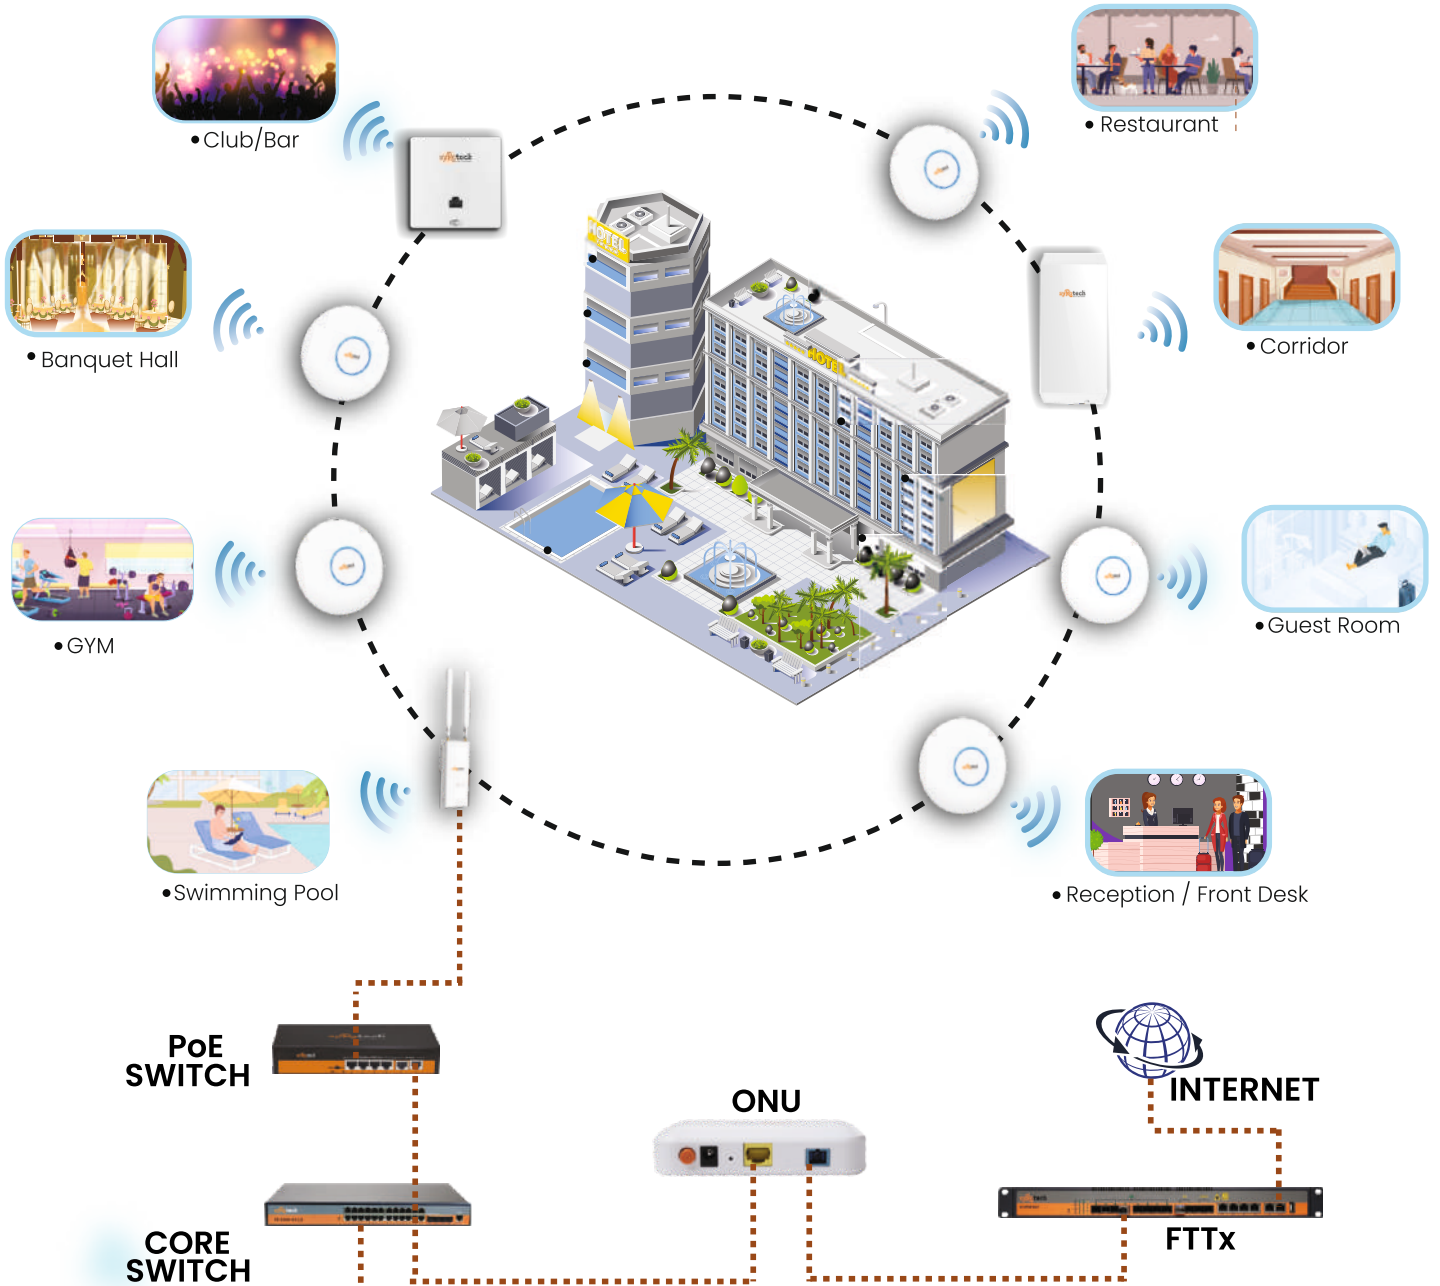 • Club/Bar
• Restaurant
• Banquet Hall
• Corridor
• GYM
• Guest Room
• Swimming Pool
• Reception / Front Desk
HOTEL
HOTEL
PoE
SWITCH
INTERNET
ONU
CORE
SWITCH
FTTx